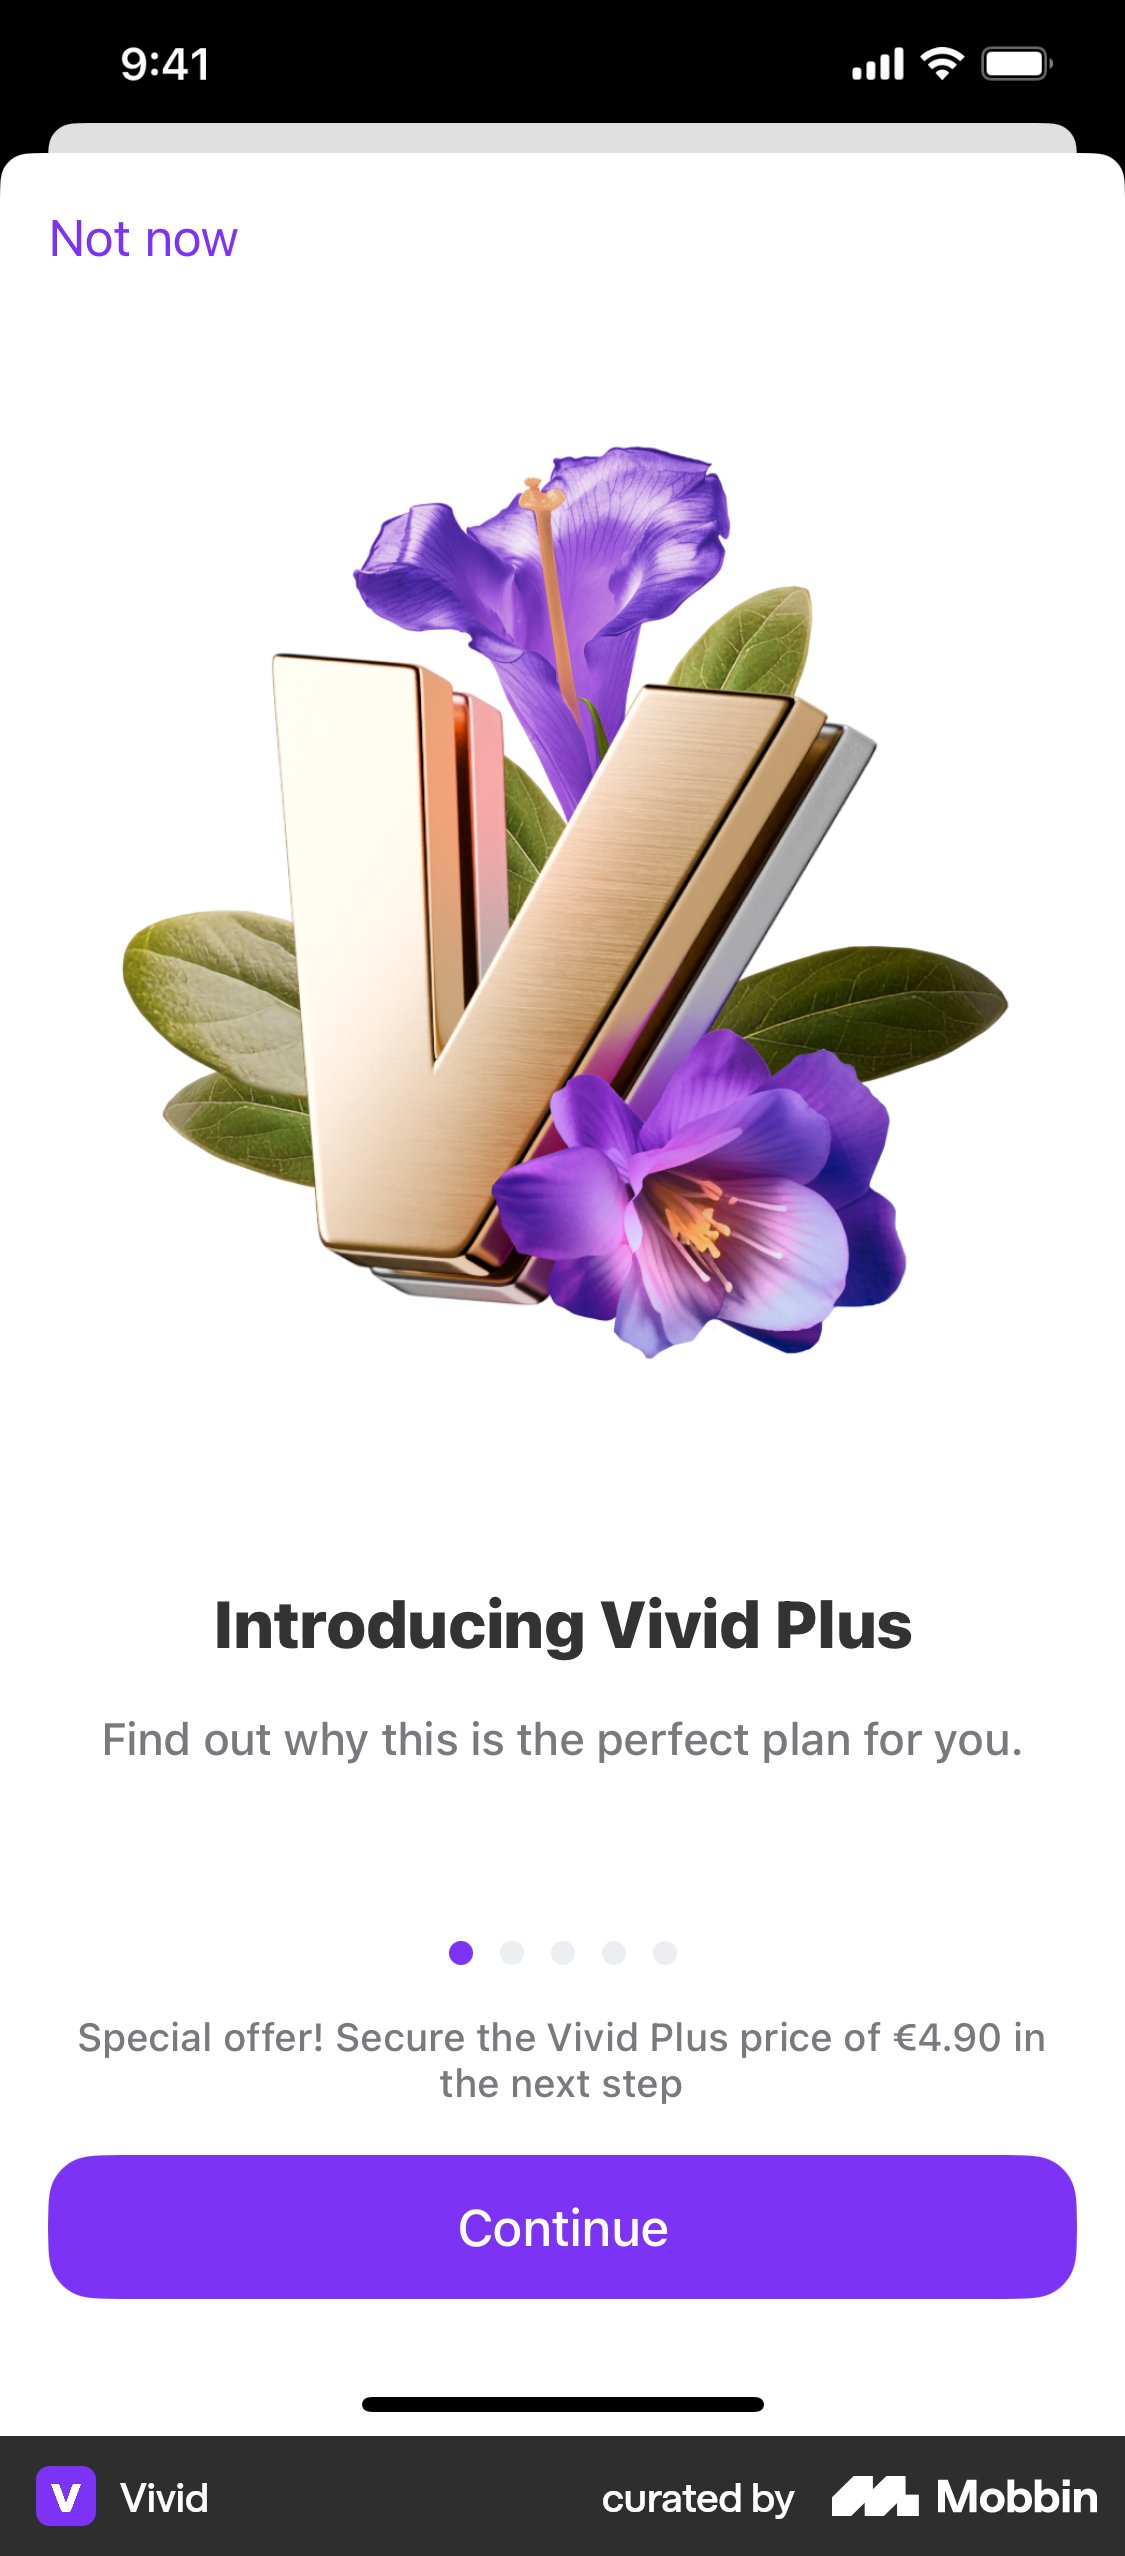 9:41
Not now
Introducing Vivid Plus
Find out why this is the perfect plan for you.
Special offer! Secure the Vivid Plus price of €4.90 in
the next step
Continue
V Vivid
curated by Mobbin